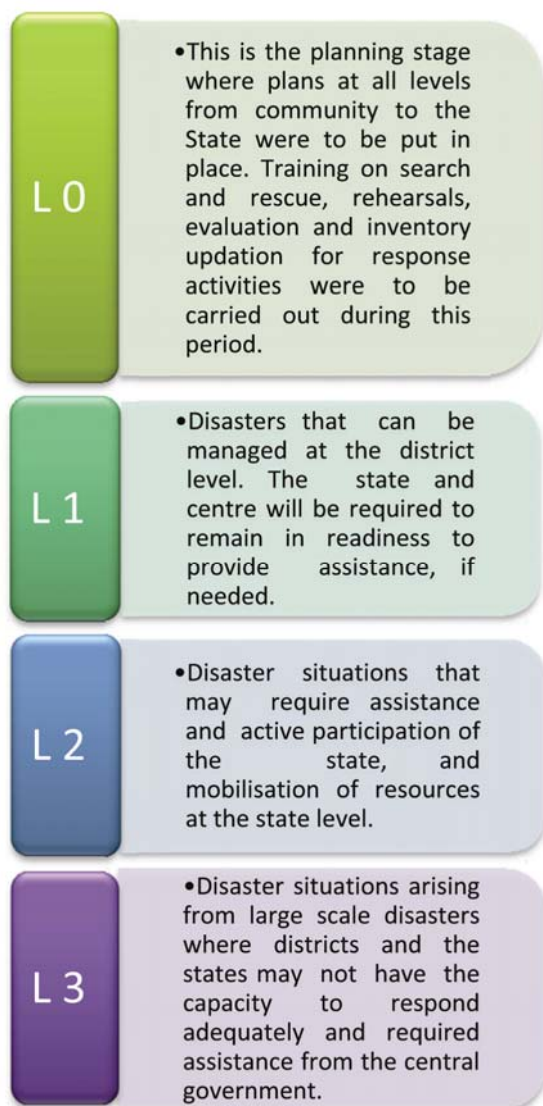 L 0
•This is the planning stage
where plans at all levels
from community to the
State were to be put in
place. Training on search
and rescue, rehearsals,
evaluation and inventory
updation for response
activities were to be
carried out during this
period.
L 1
•Disasters that can be
managed at the district
level. The state and
centre will be required to
remain in readiness to
provide assistance, if
needed.
L 2
•Disaster situations that
may require assistance
and active participation of
the state, and
mobilisation of resources
at the state level.
L 3
•Disaster situations arising
from large scale disasters
where districts and the
states may not have the
capacity to respond
adequately and required
assistance from the central
government.